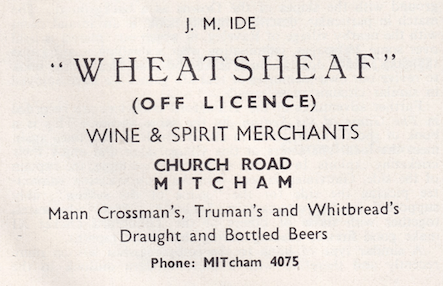 J. M. IDE
"WHEATSHEAF"
(OFF LICENCE)
WINE & SPIRIT MERCHANTS
CHURCH ROAD
MITCHAM
Mann Crossman's, Truman's and Whitbread's
Draught and Bottled Beers
Phone: MITcham 4075